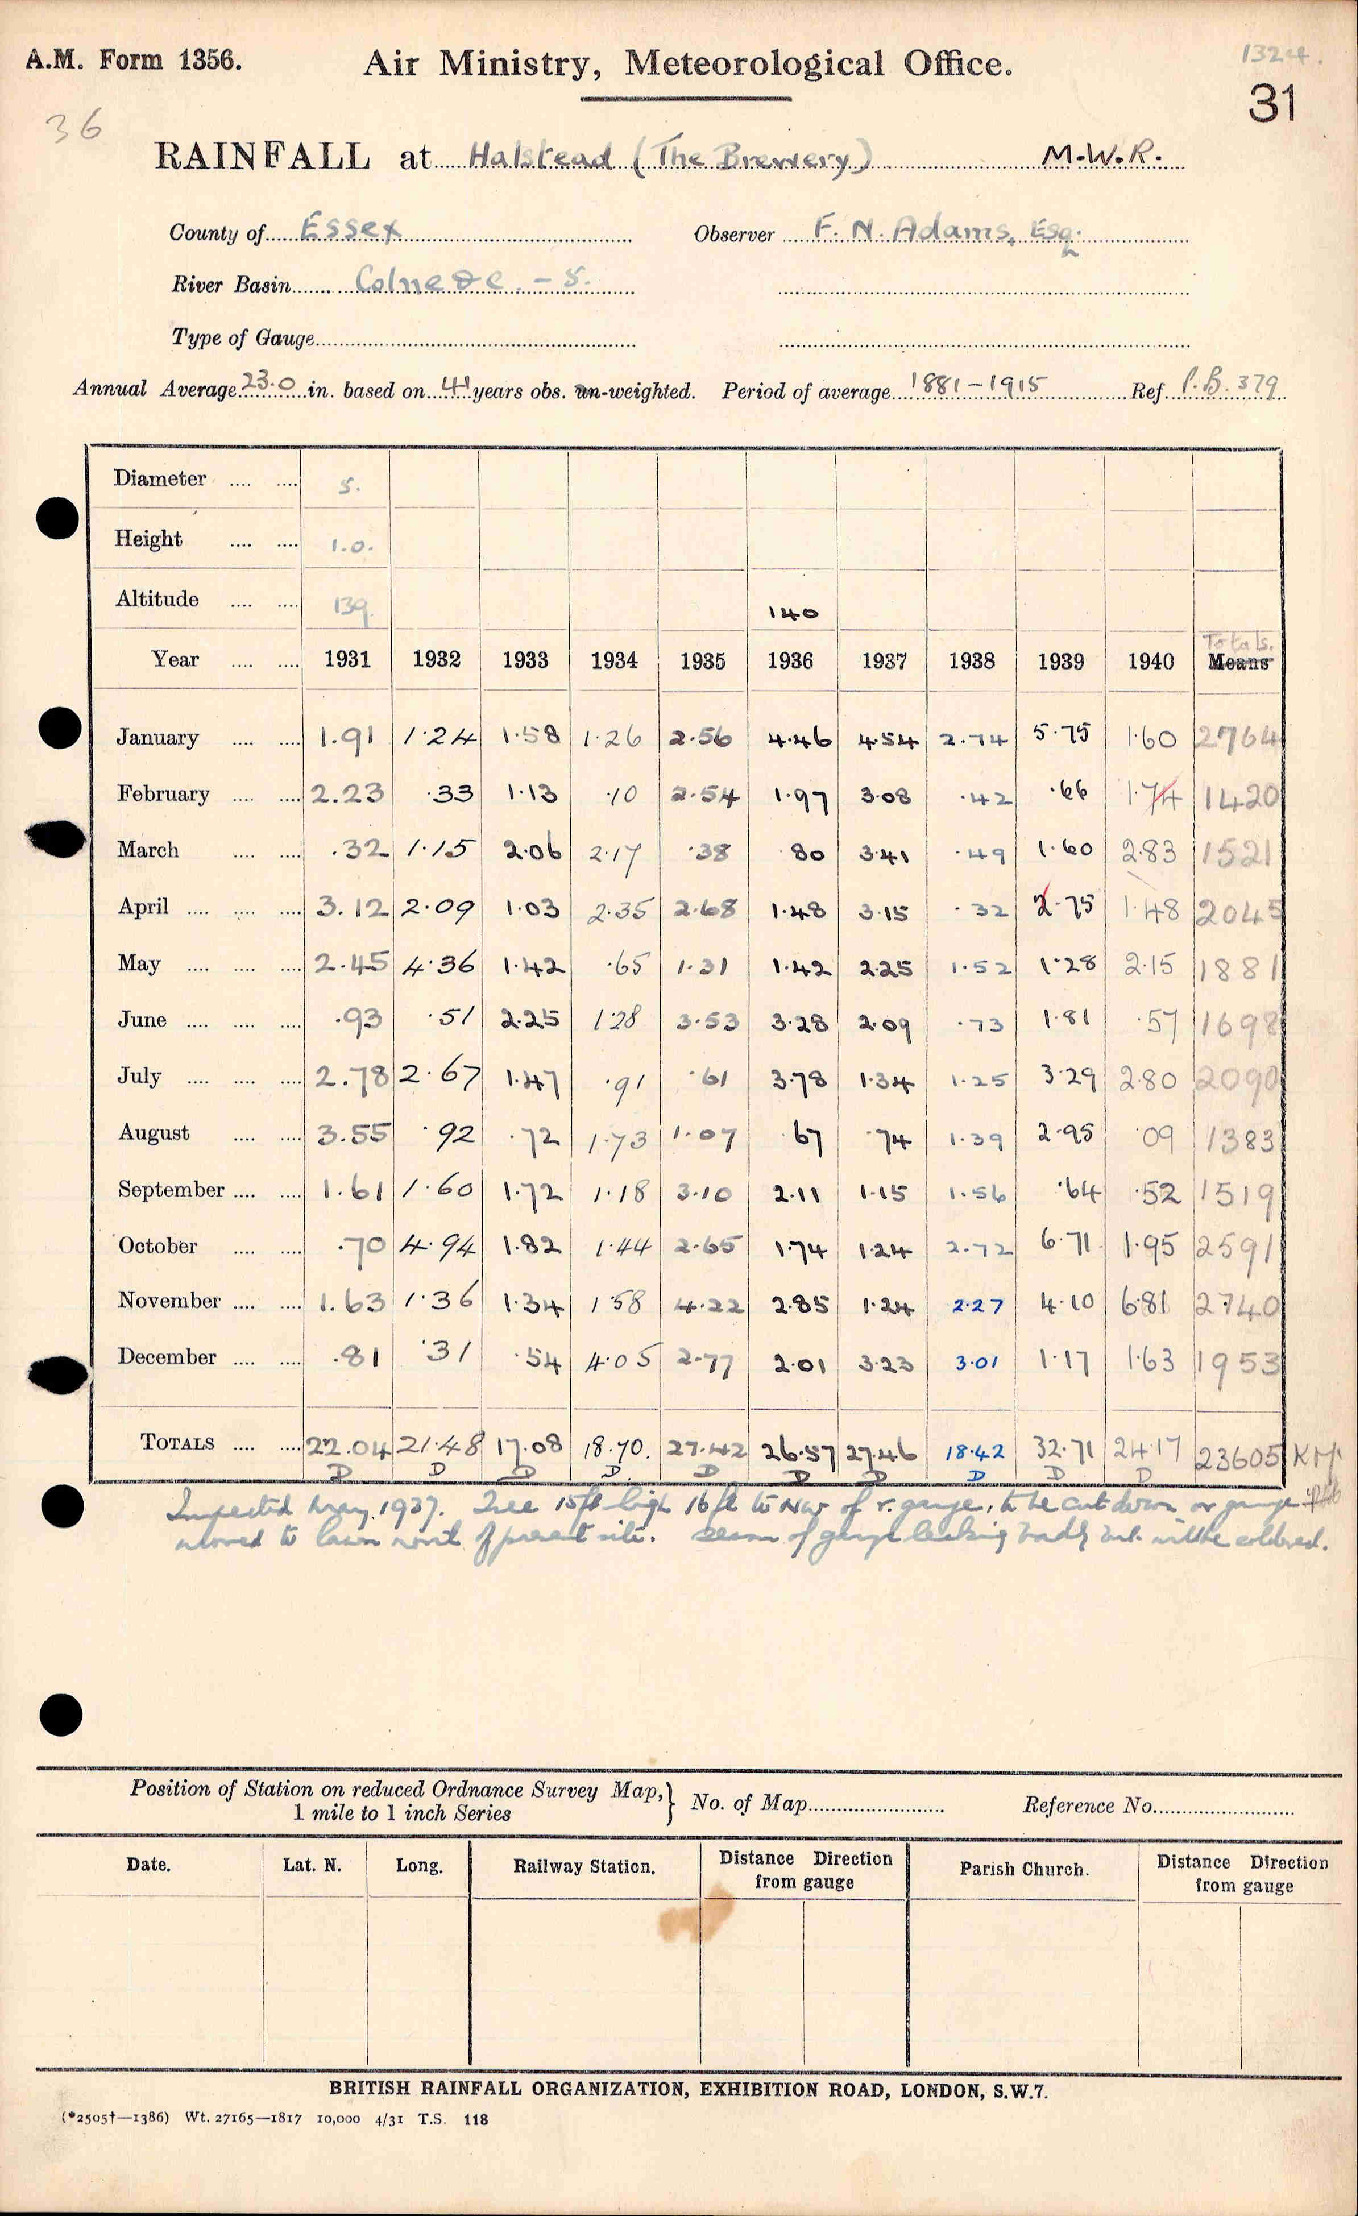 A.M. Form 1356.
Air Ministry, Meteorological Office.
1324.
31
36
RAINFALL at Halstead (The Brewery) M.W.R.
County of Essex Observer F. N. Adams, Esq.
River Basin Colne &c. - 5.
Type of Gauge
Annual Average 23.0 in. based on 41 years obs. un-weighted. Period of average 1881-1915 Ref. P.B. 379
Diameter 5.
Height 1.0.
Altitude 139 140
Year 1931 1932 1933 1934 1935 1936 1937 1938 1939 1940 Totals. Means
January 1.91 1.24 1.58 1.26 2.56 4.46 4.54 2.74 5.75 1.60 2764
February 2.23 .33 1.13 .10 2.54 1.97 3.08 .42 .66 1.74 1420
March .32 1.15 2.06 2.17 .38 .80 3.41 .49 1.60 2.83 1521
April 3.12 2.09 1.03 2.35 2.68 1.48 3.15 .32 2.75 1.48 2045
May 2.45 4.36 1.42 .65 1.31 1.42 2.25 1.52 1.28 2.15 1881
June .93 .51 2.25 1.28 3.53 3.28 2.09 .73 1.81 .57 1698
July 2.78 2.67 1.47 .91 .61 3.78 1.34 1.25 3.29 2.80 2090
August 3.55 .92 .72 1.73 1.07 .67 .74 1.39 2.95 .09 1383
September 1.61 1.60 1.72 1.18 3.10 2.11 1.15 1.56 .64 .52 1519
October .70 4.94 1.82 1.44 2.65 1.74 1.24 2.72 6.71 1.95 2591
November 1.63 1.36 1.34 1.58 4.22 2.85 1.24 2.27 4.10 6.81 2740
December .81 .31 .54 4.05 2.77 2.01 3.23 3.01 1.17 1.63 1953
TOTALS 22.04 21.48 17.08 18.70. 27.42 26.57 27.46 18.42 32.71 24.17 23605
D D D D. D D D D D D
Inspected May 1937. Tree 15ft high 16ft to NW of r. gauge, to be cut down or gauge
moved to lawn of present site. Seam of gauge leaking badly but will be
Position of Station on reduced Ordnance Survey Map, } No. of Map Reference No.
1 mile to 1 inch Series
Date. Lat. N. Long. Railway Station. Distance Direction from gauge Parish Church. Distance Direction from gauge
BRITISH RAINFALL ORGANIZATION, EXHIBITION ROAD, LONDON, S.W.7.
(*2505†—1386) Wt. 27165—1817 10,000 4/31 T.S. 118